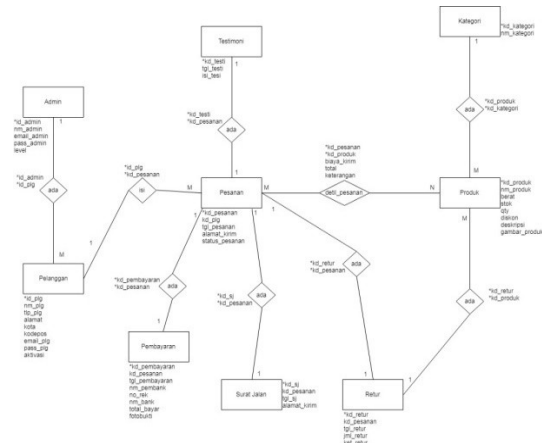 Kategori
*kd_kategori
nm_kategori
1
ada
*kd_produk
*kd_kategori
M
Testimoni
*kd_testi
tgl_testi
isi_tesi
1
*kd_testi
*kd_pesanan
ada
1
Admin
*id_admin
nm_admin
email_admin
pass_admin
level
1
*id_admin
*id_plg
ada
M
*id_plg
*kd_pesanan
isi
M
1
Pesanan
*kd_pesanan
kd_plg
tgl_pesanan
alamat_kirim
status_pesanan
M
*kd_pesanan
*kd_produk
biaya_kirim
total
keterangan
detil_pesanan
N
Produk
*kd_produk
nm_produk
berat
stok
qty
diskon
deskripsi
gambar_produk
M
Pelanggan
*id_plg
nm_plg
tlp_plg
alamat
kota
kodepos
email_plg
pass_plg
aktivasi
1
*kd_pembayaran
*kd_pesanan
ada
1
Pembayaran
*kd_pembayaran
kd_pesanan
tgl_pembayaran
nm_pembank
no_rek
nm_bank
total_bayar
fotobukti
1
*kd_sj
*kd_pesanan
ada
1
Surat Jalan
*kd_sj
kd_pesanan
tgl_sj
alamat_kirim
1
*kd_retur
*kd_pesanan
ada
1
Retur
*kd_retur
kd_pesanan
tgl_retur
jml_retur
1
ada
*kd_retur
*kd_produk